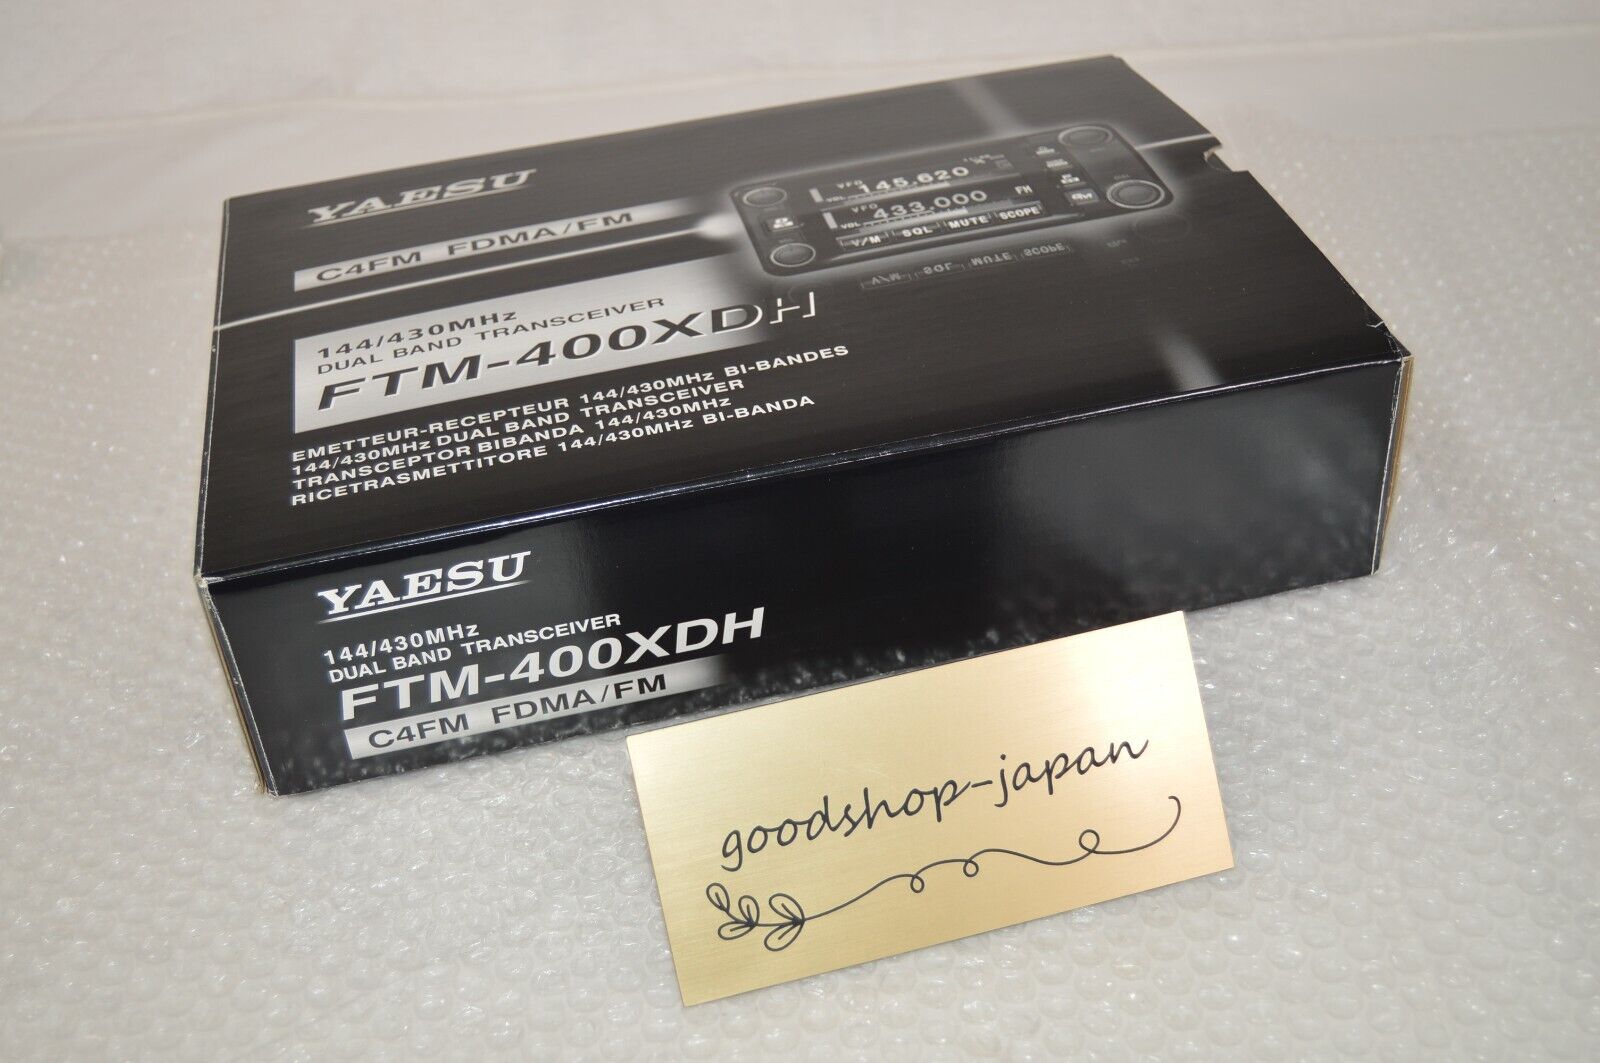 YAESU
C4FM FDMA/FM
144/430MHz
DUAL BAND TRANSCEIVER
FTM-400XDH
EMETTEUR-RECEPTEUR 144/430MHz BI-BANDES
144/430MHz DUAL BAND TRANSCEIVER
TRANSCEPTOR BIBANDA 144/430MHz
RICETRASMETTITORE 144/430MHz BI-BANDA
VFO 145.620
VOL
VFO 433.000 FM
VOL
V/M SQL MUTE SCOPE
YAESU
144/430MHz
DUAL BAND TRANSCEIVER
FTM-400XDH
C4FM FDMA/FM
goodshop-japan